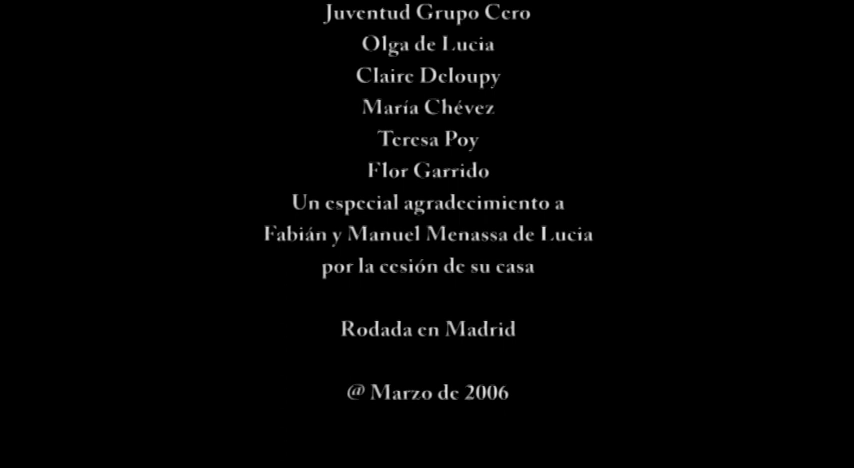 Juventud Grupo Cero
Olga de Lucia
Claire Deloupy
María Chévez
Teresa Poy
Flor Garrido
Un especial agradecimiento a
Fabián y Manuel Menassa de Lucia
por la cesión de su casa
Rodada en Madrid
@ Marzo de 2006